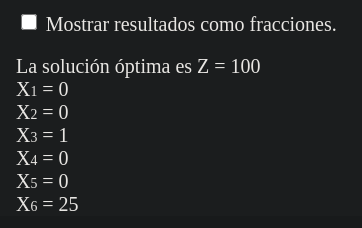 Mostrar resultados como fracciones.
La solución óptima es Z = 100
X1 = 0
X2 = 0
X3 = 1
X4 = 0
X5 = 0
X6 = 25